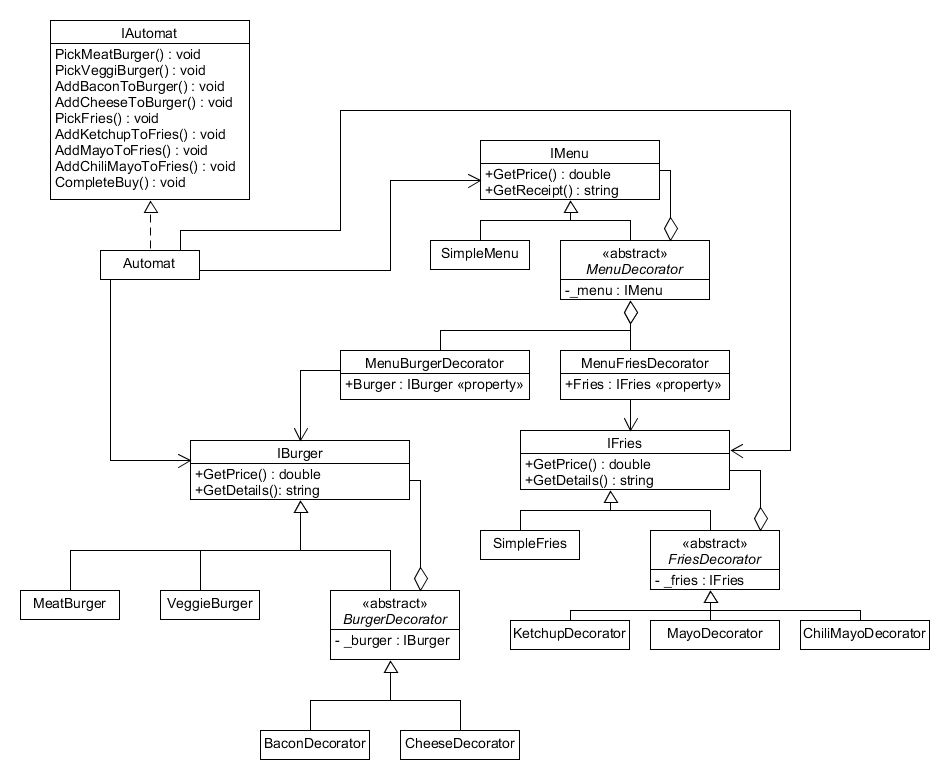 IAutomat
PickMeatBurger() : void
PickVeggiBurger() : void
AddBaconToBurger() : void
AddCheeseToBurger() : void
PickFries() : void
AddKetchupToFries() : void
AddMayoToFries() : void
AddChiliMayoToFries() : void
CompleteBuy() : void
IMenu
+GetPrice() : double
+GetReceipt() : string
Automat
SimpleMenu
«abstract»
MenuDecorator
-_menu : IMenu
MenuBurgerDecorator
+Burger : IBurger «property»
MenuFriesDecorator
+Fries : IFries «property»
IBurger
+GetPrice() : double
+GetDetails(): string
IFries
+GetPrice() : double
+GetDetails() : string
SimpleFries
«abstract»
FriesDecorator
- _fries : IFries
MeatBurger
VeggieBurger
«abstract»
BurgerDecorator
- _burger : IBurger
KetchupDecorator
MayoDecorator
ChiliMayoDecorator
BaconDecorator
CheeseDecorator